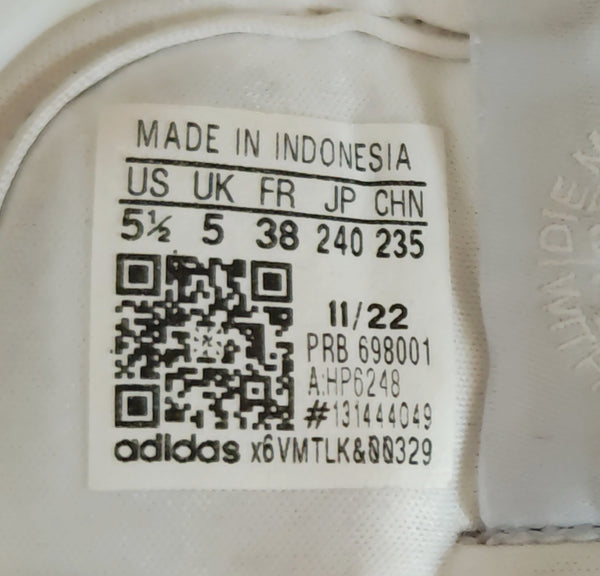 MADE IN INDONESIA
US UK FR JP CHN
5½ 5 38 240 235
11/22
PRB 698001
A:HP6248
#131444049
adidas x6VMTLK&00329